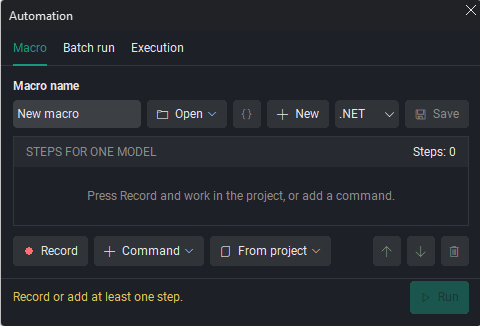 Automation
Macro Batch run Execution
Macro name
New macro Open {} New .NET Save
STEPS FOR ONE MODEL Steps: 0
Press Record and work in the project, or add a command.
Record Command From project
Record or add at least one step. Run